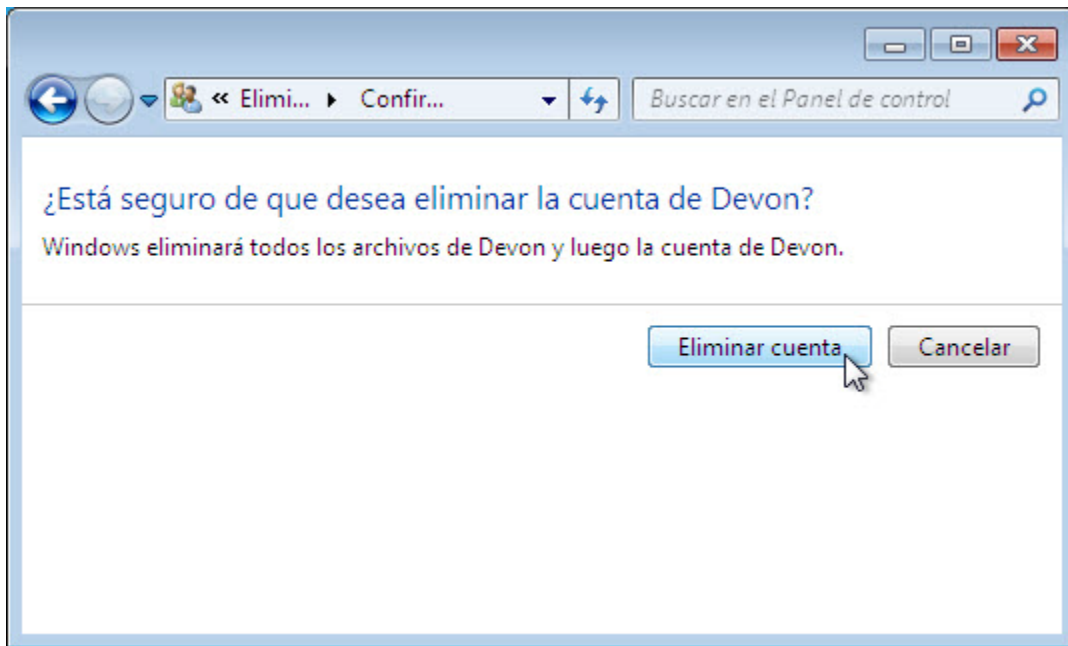 « Elimi... ▸ Confir... Buscar en el Panel de control
¿Está seguro de que desea eliminar la cuenta de Devon?
Windows eliminará todos los archivos de Devon y luego la cuenta de Devon.
Eliminar cuenta Cancelar